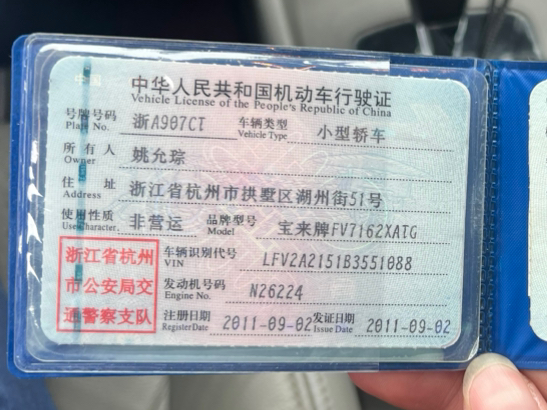 中华人民共和国机动车行驶证
Vehicle License of the People's Republic of China
号牌号码 浙A907CT 车辆类型 小型轿车
Plate No. Vehicle Type
所有人 姚允琮
Owner
住址 浙江省杭州市拱墅区湖州街51号
Address
使用性质 非营运 品牌型号 宝来牌FV7162XATG
Use Character Model
浙江省杭州
市公安局交
通警察支队
车辆识别代号 LFV2A2151B3551088
VIN
发动机号码 N26224
Engine No.
注册日期 2011-09-02 发证日期 2011-09-02
Register Date Issue Date